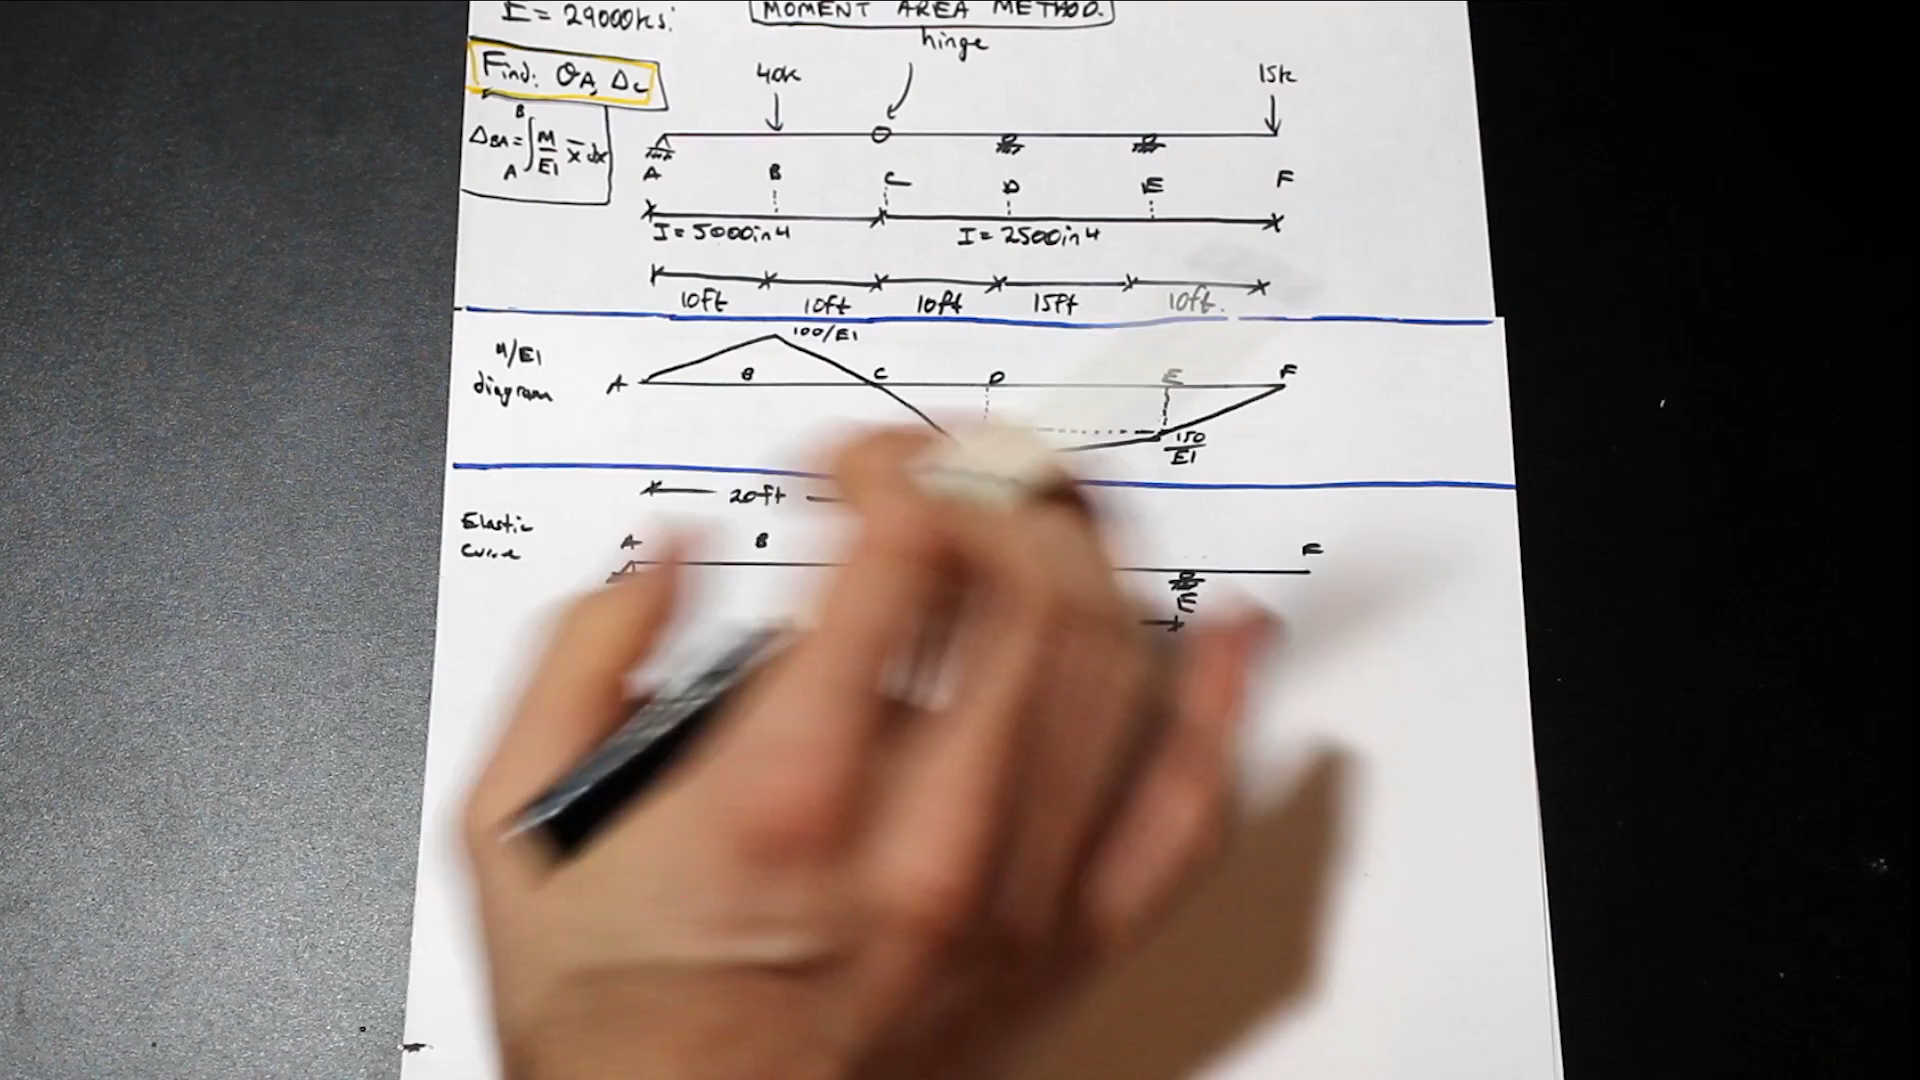 E = 29000ksi
MOMENT AREA METHOD.
hinge
Find: θA, Δc
40k
15k
ΔBA = ∫ M/EI x̄ dx
B
A
A B C D E F
I = 5000in4
I = 2500in4
10ft 10ft 10ft 15ft 10ft.
M/EI
diagram
100/EI
A B C D E F
150/EI
20ft
Elastic
curve
A B F
E